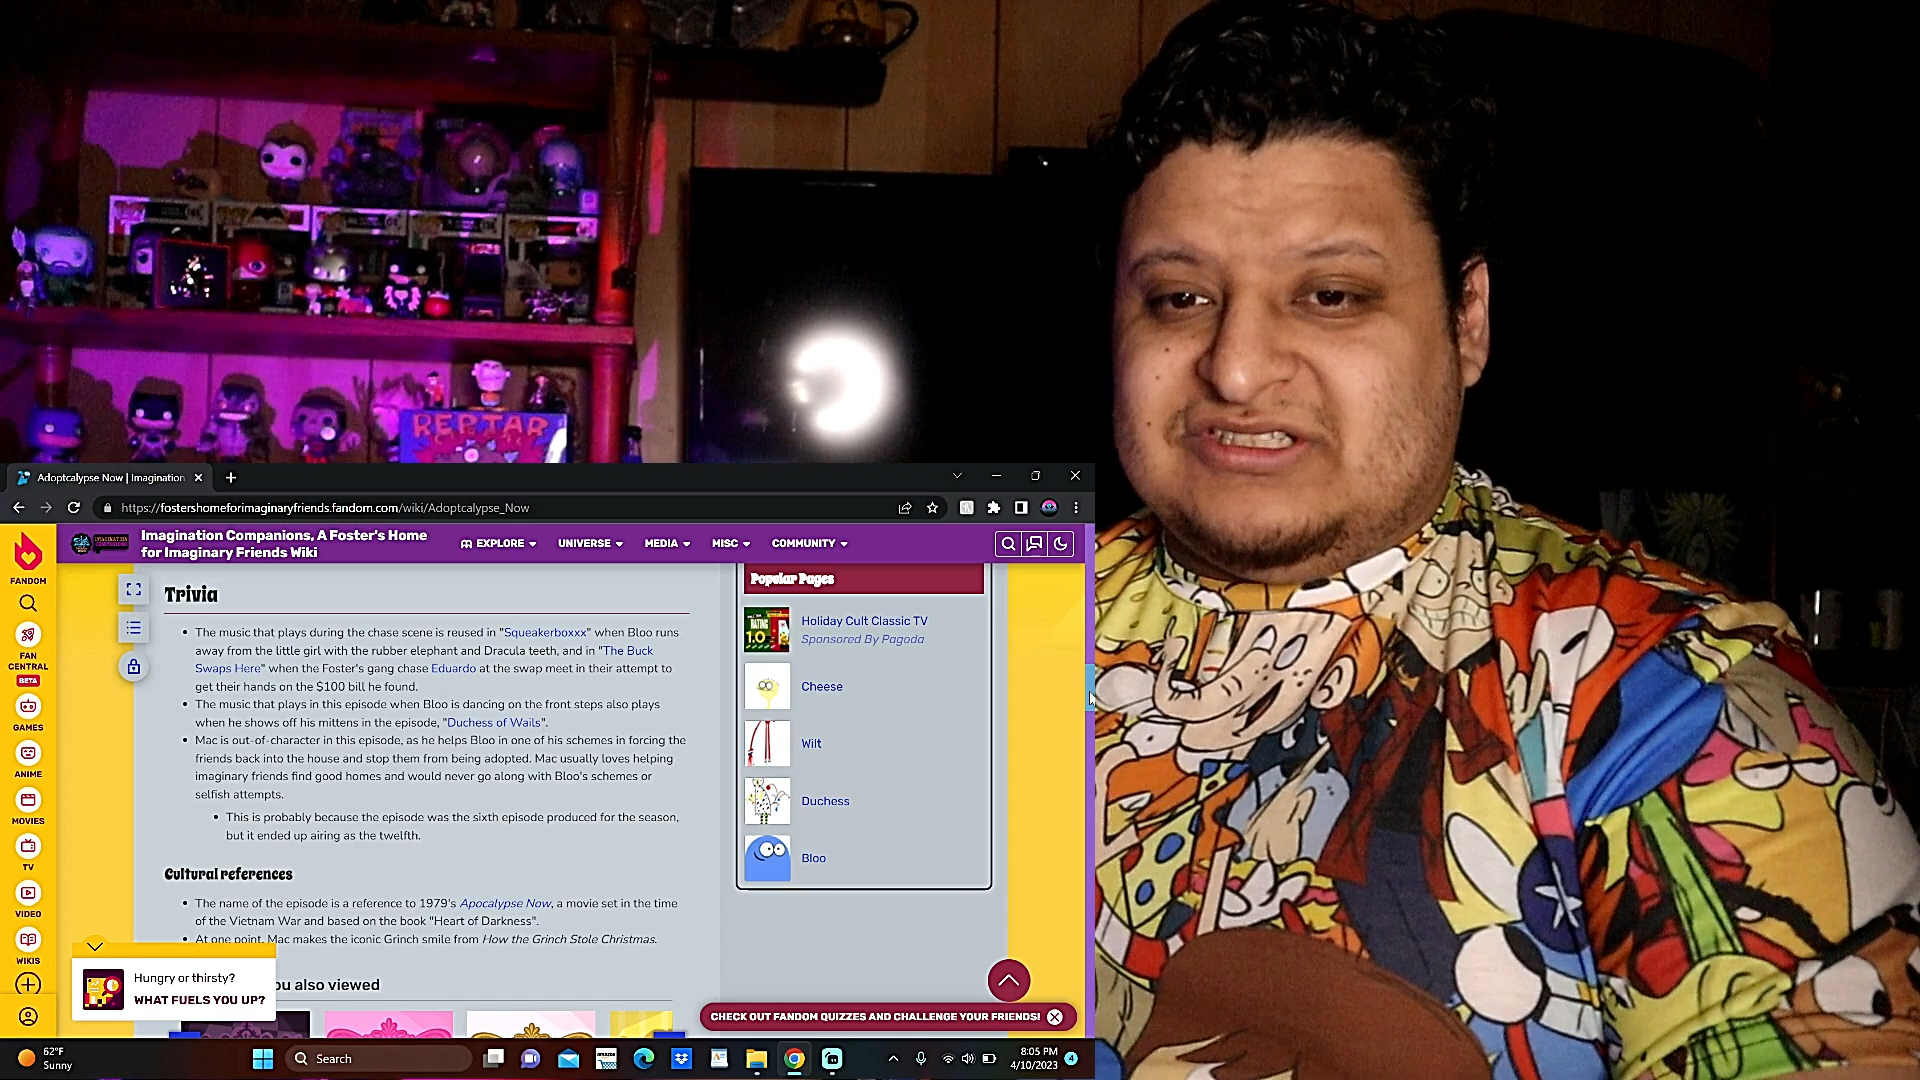 REPTAR
Adoptcalypse Now | Imagination
https://fostershomeforimaginaryfriends.fandom.com/wiki/Adoptcalypse_Now
Imagination Companions, A Foster's Home
for Imaginary Friends Wiki
EXPLORE
UNIVERSE
MEDIA
MISC
COMMUNITY
FANDOM
FAN
CENTRAL
BETA
GAMES
ANIME
MOVIES
TV
VIDEO
WIKIS
Trivia
The music that plays during the chase scene is reused in "Squeakerboxxx" when Bloo runs
away from the little girl with the rubber elephant and Dracula teeth, and in "The Buck
Swaps Here" when the Foster's gang chase Eduardo at the swap meet in their attempt to
get their hands on the $100 bill he found.
The music that plays in this episode when Bloo is dancing on the front steps also plays
when he shows off his mittens in the episode, "Duchess of Wails".
Mac is out-of-character in this episode, as he helps Bloo in one of his schemes in forcing the
friends back into the house and stop them from being adopted. Mac usually loves helping
imaginary friends find good homes and would never go along with Bloo's schemes or
selfish attempts.
This is probably because the episode was the sixth episode produced for the season,
but it ended up airing as the twelfth.
Cultural references
The name of the episode is a reference to 1979's Apocalypse Now, a movie set in the time
of the Vietnam War and based on the book "Heart of Darkness".
At one point, Mac makes the iconic Grinch smile from How the Grinch Stole Christmas.
ou also viewed
Popular Pages
RATING
1.0
Holiday Cult Classic TV
Sponsored By Pagoda
Cheese
Wilt
Duchess
Bloo
Hungry or thirsty?
WHAT FUELS YOU UP?
CHECK OUT FANDOM QUIZZES AND CHALLENGE YOUR FRIENDS!
62°F
Sunny
Search
amazon
8:05 PM
4/10/2023
4